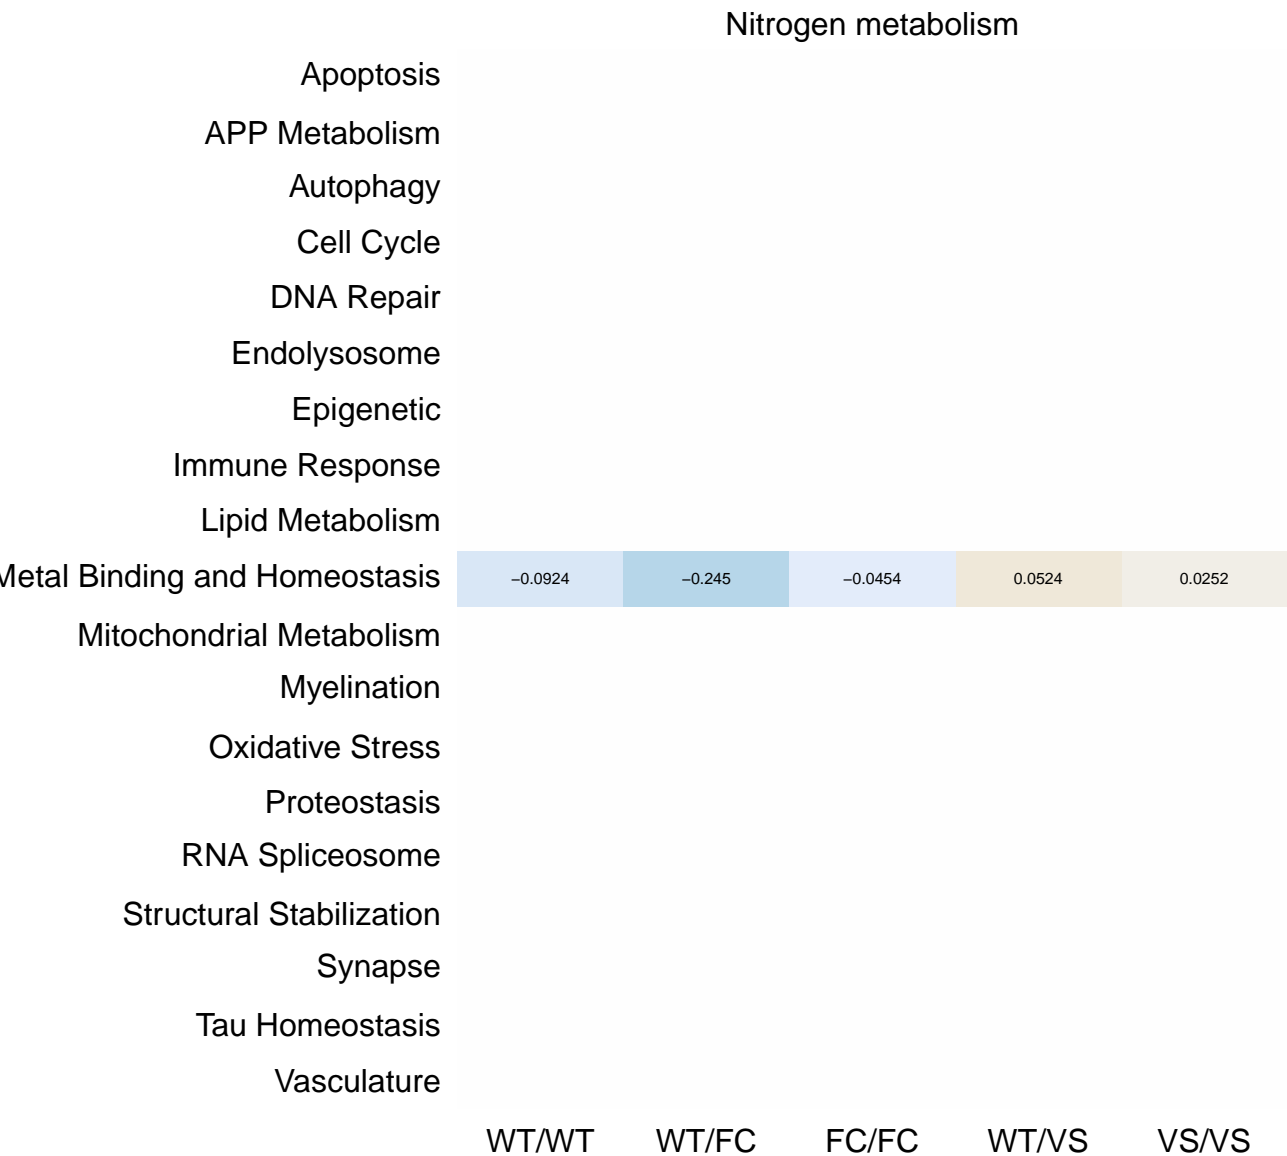 Nitrogen metabolism
Apoptosis
APP Metabolism
Autophagy
Cell Cycle
DNA Repair
Endolysosome
Epigenetic
Immune Response
Lipid Metabolism
Metal Binding and Homeostasis −0.0924 −0.245 −0.0454 0.0524 0.0252
Mitochondrial Metabolism
Myelination
Oxidative Stress
Proteostasis
RNA Spliceosome
Structural Stabilization
Synapse
Tau Homeostasis
Vasculature
WT/WT WT/FC FC/FC WT/VS VS/VS